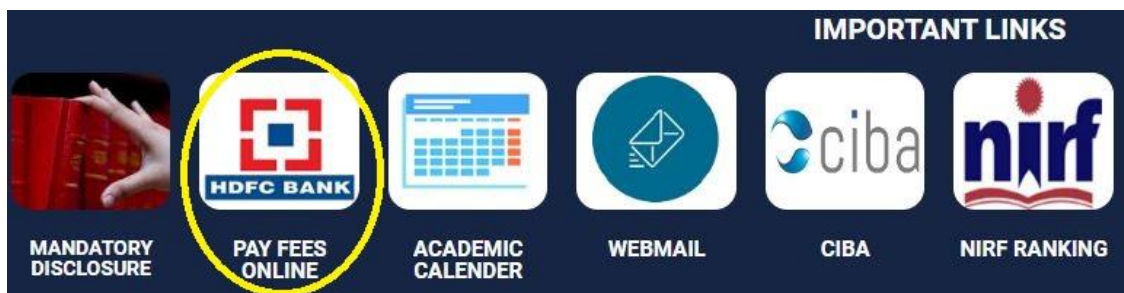 IMPORTANT LINKS
HDFC BANK
ciba
nirf
MANDATORY
DISCLOSURE
PAY FEES
ONLINE
ACADEMIC
CALENDER
WEBMAIL
CIBA
NIRF RANKING